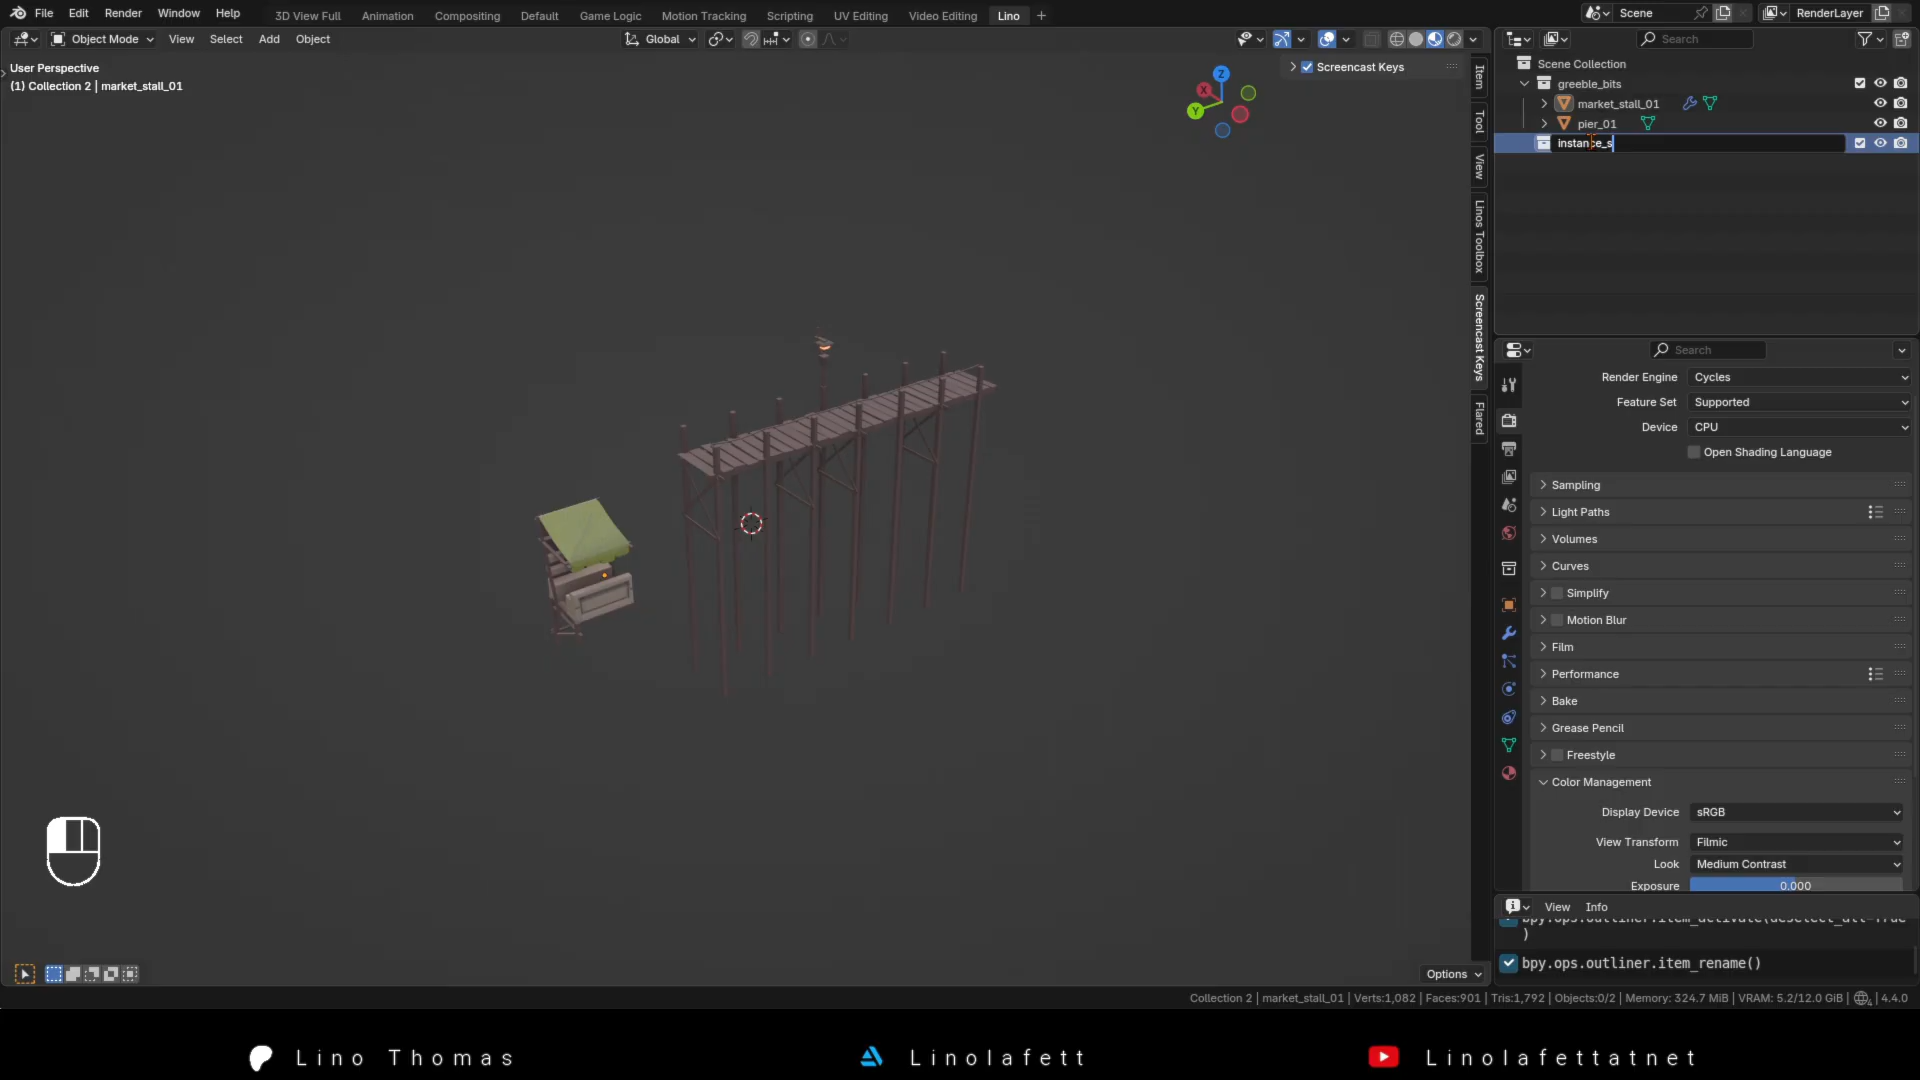 File Edit Render Window Help 3D View Full Animation Compositing Default Game Logic Motion Tracking Scripting UV Editing Video Editing Lino Scene RenderLayer
Object Mode View Select Add Object Global Search
User Perspective
(1) Collection 2 | market_stall_01
Screencast Keys
Item
Tool
View
Linos Toolbox
Screencast Keys
Flared
X
Y
Z
Scene Collection
greeble_bits
market_stall_01
pier_01
instance_s
Search
Render Engine Cycles
Feature Set Supported
Device CPU
Open Shading Language
Sampling
Light Paths
Volumes
Curves
Simplify
Motion Blur
Film
Performance
Bake
Grease Pencil
Freestyle
Color Management
Display Device sRGB
View Transform Filmic
Look Medium Contrast
Exposure 0.000
View Info
)
bpy.ops.outliner.item_rename()
Options
Collection 2 | market_stall_01 | Verts:1,082 | Faces:901 | Tris:1,792 | Objects:0/2 | Memory: 324.7 MiB | VRAM: 5.2/12.0 GiB | 4.4.0
Lino Thomas Linolafett Linolafettatnet